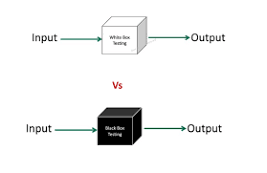 Input
White Box
Testing
Output
Vs
Input
Black Box
Testing
Output